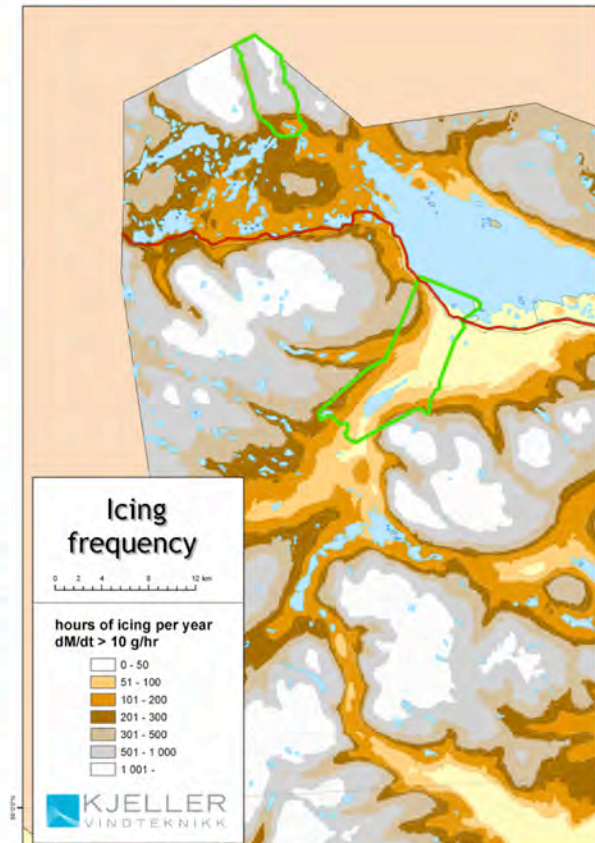 Icing
frequency
0 2 4 8 12 km
hours of icing per year
dM/dt > 10 g/hr
0 - 50
51 - 100
101 - 200
201 - 300
301 - 500
501 - 1 000
1 001 -
KJELLER
VINDTEKNIKK